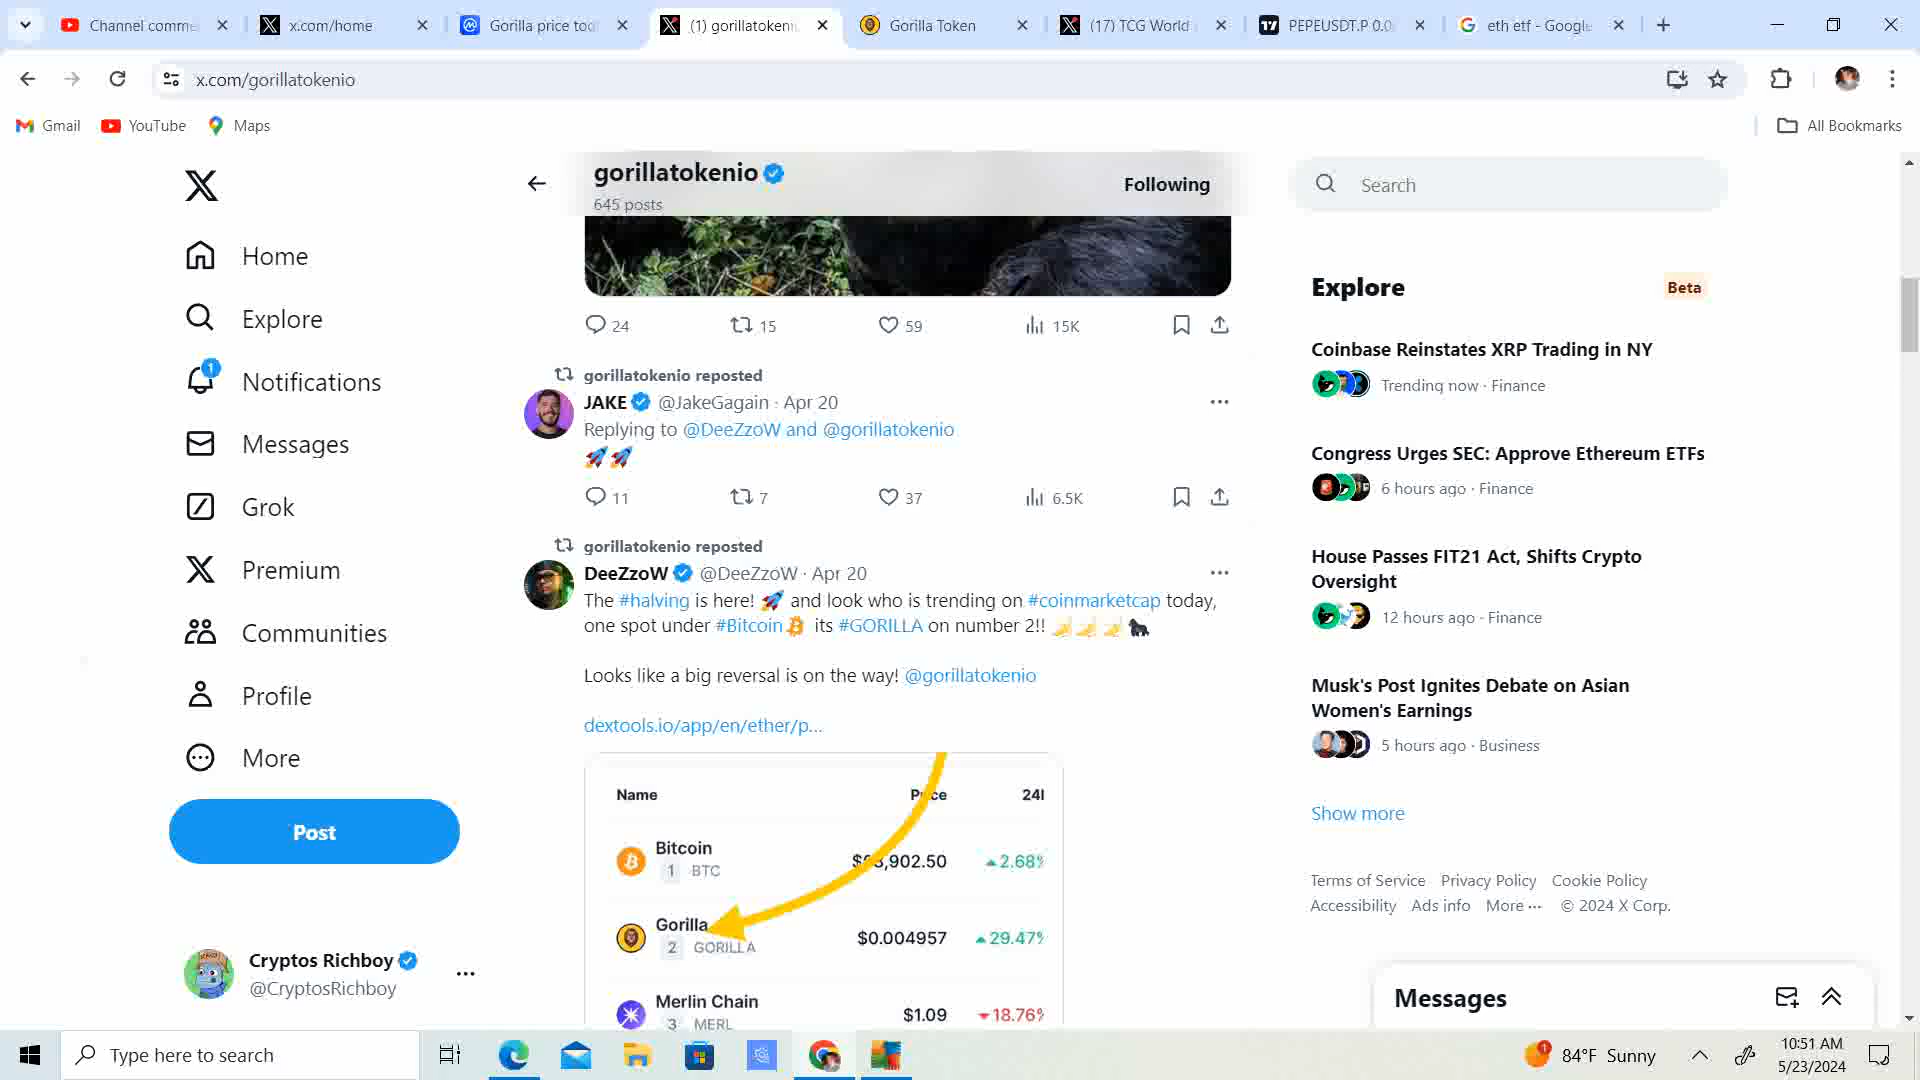 Channel comme
x.com/home
Gorilla price tod
(1) gorillatokeni
Gorilla Token
(17) TCG World
PEPEUSDT.P 0.0
eth etf - Google
x.com/gorillatokenio
Gmail
YouTube
Maps
All Bookmarks
gorillatokenio
645 posts
Following
Search
Home
Explore
1
Notifications
Messages
Grok
Premium
Communities
Profile
More
Post
Cryptos Richboy
@CryptosRichboy
24 15 59 15K
gorillatokenio reposted
JAKE @JakeGagain · Apr 20
Replying to @DeeZzoW and @gorillatokenio
🚀🚀
11 7 37 6.5K
gorillatokenio reposted
DeeZzoW @DeeZzoW · Apr 20
The #halving is here! 🚀 and look who is trending on #coinmarketcap today,
one spot under #Bitcoin its #GORILLA on number 2!! 🍌🍌🍌🦍
Looks like a big reversal is on the way! @gorillatokenio
dextools.io/app/en/ether/p...
Name Price 24
Bitcoin
1 BTC
,902.50 2.68%
Gorilla
2 GORILLA
$0.004957 29.47%
Merlin Chain
3 MERL
$1.09 18.76%
Explore
Beta
Coinbase Reinstates XRP Trading in NY
Trending now · Finance
Congress Urges SEC: Approve Ethereum ETFs
6 hours ago · Finance
House Passes FIT21 Act, Shifts Crypto
Oversight
12 hours ago · Finance
Musk's Post Ignites Debate on Asian
Women's Earnings
5 hours ago · Business
Show more
Terms of Service Privacy Policy Cookie Policy
Accessibility Ads info More ··· © 2024 X Corp.
Messages
Type here to search
1
84°F Sunny
10:51 AM
5/23/2024